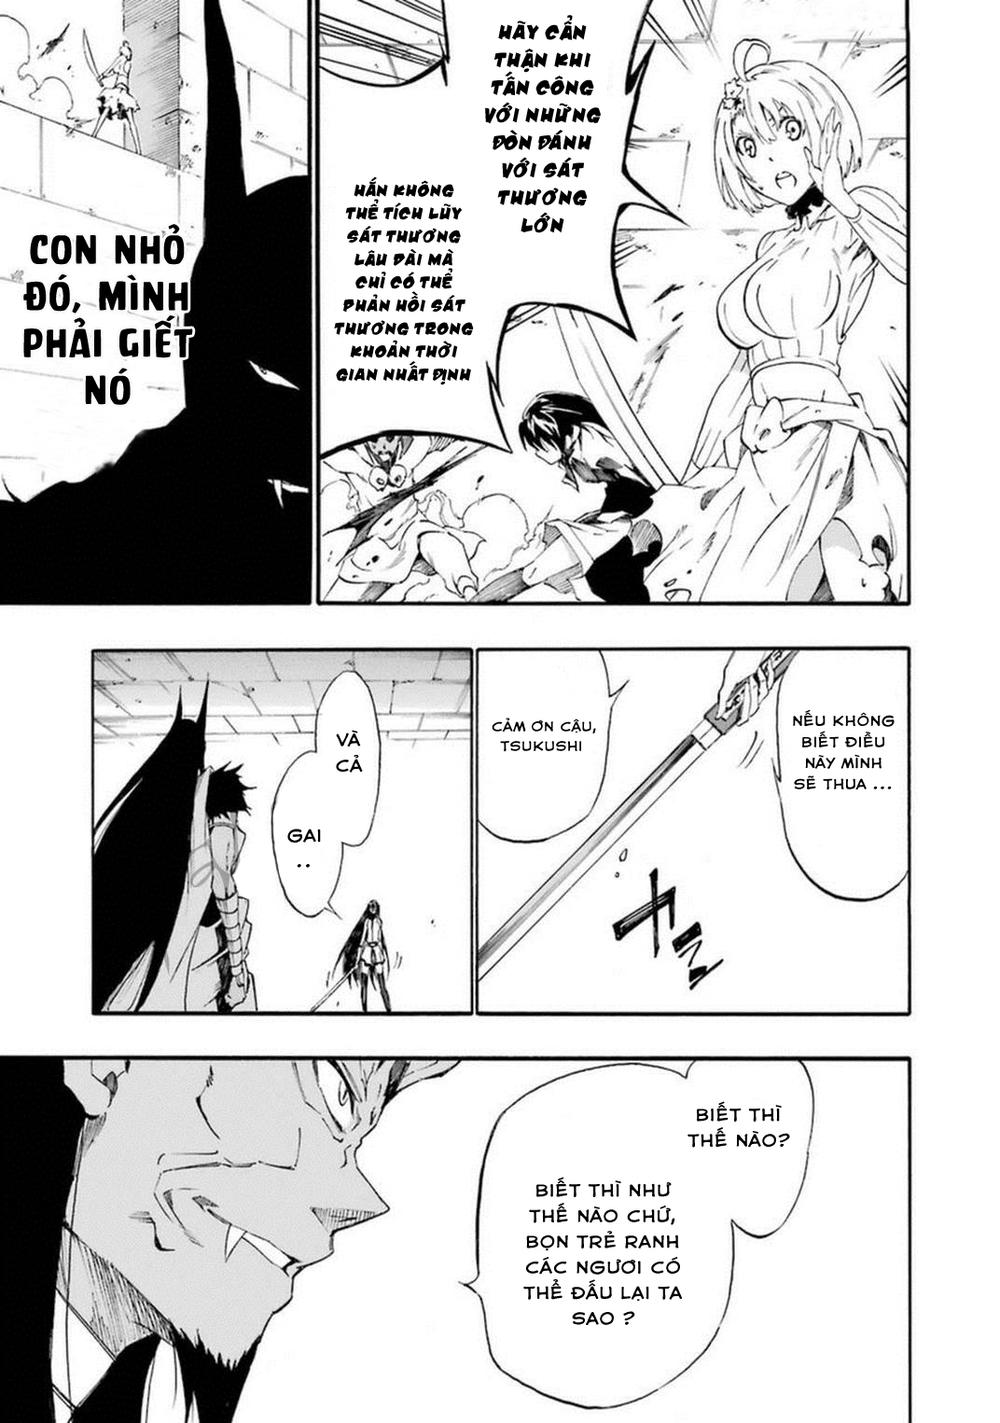 HÃY CẨN
THẬN KHI
TẤN CÔNG
VỚI NHỮNG
ĐÒN ĐÁNH
VỚI SÁT
THƯƠNG
LỚN
HẮN KHÔNG
THỂ TÍCH LŨY
SÁT THƯƠNG
LÂU DÀI MÀ
CHỈ CÓ THỂ
PHẢN HỒI SÁT
THƯƠNG TRONG
KHOẢN THỜI
GIAN NHẤT ĐỊNH
CON NHỎ
ĐÓ, MÌNH
PHẢI GIẾT
NÓ
NẾU KHÔNG
BIẾT ĐIỀU
NÀY MÌNH
SẼ THUA ...
CẢM ƠN CẬU,
TSUKUSHI
VÀ
CẢ
GAI
..
BIẾT THÌ
THẾ NÀO?
BIẾT THÌ NHƯ
THẾ NÀO CHỨ,
BỌN TRẺ RANH
CÁC NGƯƠI CÓ
THỂ ĐẤU LẠI TA
SAO ?